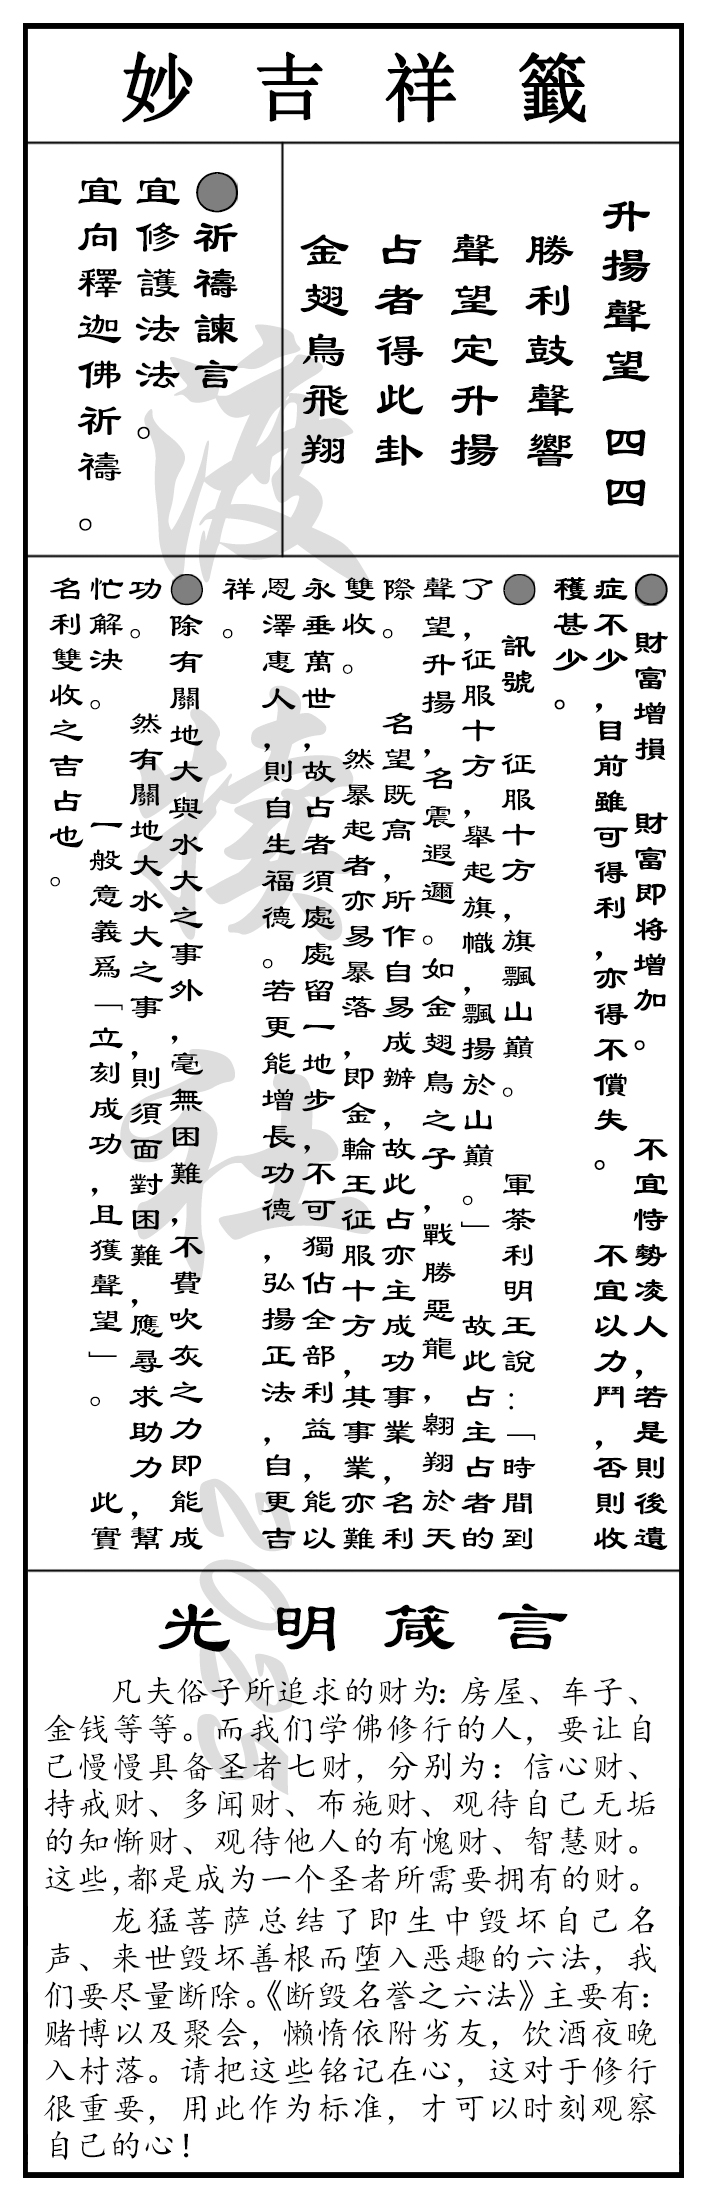 妙吉祥籤
升揚聲望 四四
勝利鼓聲響
聲望定升揚
占者得此卦
金翅鳥飛翔
●祈禱諫言
宜修護法法。
宜向釋迦佛祈禱。
● 財富增損 財富即将增加。 不宜恃勢凌人，若是則後遺
症不少，目前雖可得利，亦得不償失。 不宜以力鬥，否則收
穫甚少。
● 訊號 征服十方，旗飄山巔。 軍荼利明王說：「時間到
了，征服十方，舉起旗幟，飄揚於山巔。」 故此占主占者的
聲望升揚，名震遐邇。如金翅鳥之子，戰勝惡龍，翱翔於天
際。 名望既高，所作自易成辦，故此占亦主成功事業，名利
雙收。 然暴起者亦易暴落，即金輪王征服十方，其事業亦難
永垂萬世，故占者須處處留一地步，不可獨佔全部利益，能以
恩澤惠人，則自生福德。若更能增長功德，弘揚正法，自更吉
祥。
●除有關地大與水大之事外，毫無困難，不費吹灰之力即能成
功。 然有關地大水大之事，則須面對困難，應尋求助力，幫
忙解決。 一般意義爲「立刻成功，且獲聲望」。 此實
名利雙收之吉占也。
光明箴言
凡夫俗子所追求的财为：房屋、车子、
金钱等等。而我们学佛修行的人，要让自
己慢慢具备圣者七财，分别为：信心财、
持戒财、多闻财、布施财、观待自己无垢
的知惭财、观待他人的有愧财、智慧财。
这些，都是成为一个圣者所需要拥有的财。
龙猛菩萨总结了即生中毁坏自己名
声、来世毁坏善根而堕入恶趣的六法，我
们要尽量断除。《断毁名誉之六法》主要有：
赌博以及聚会，懒惰依附劣友，饮酒夜晚
入村落。请把这些铭记在心，这对于修行
很重要，用此作为标准，才可以时刻观察
自己的心！
渡
社
2025